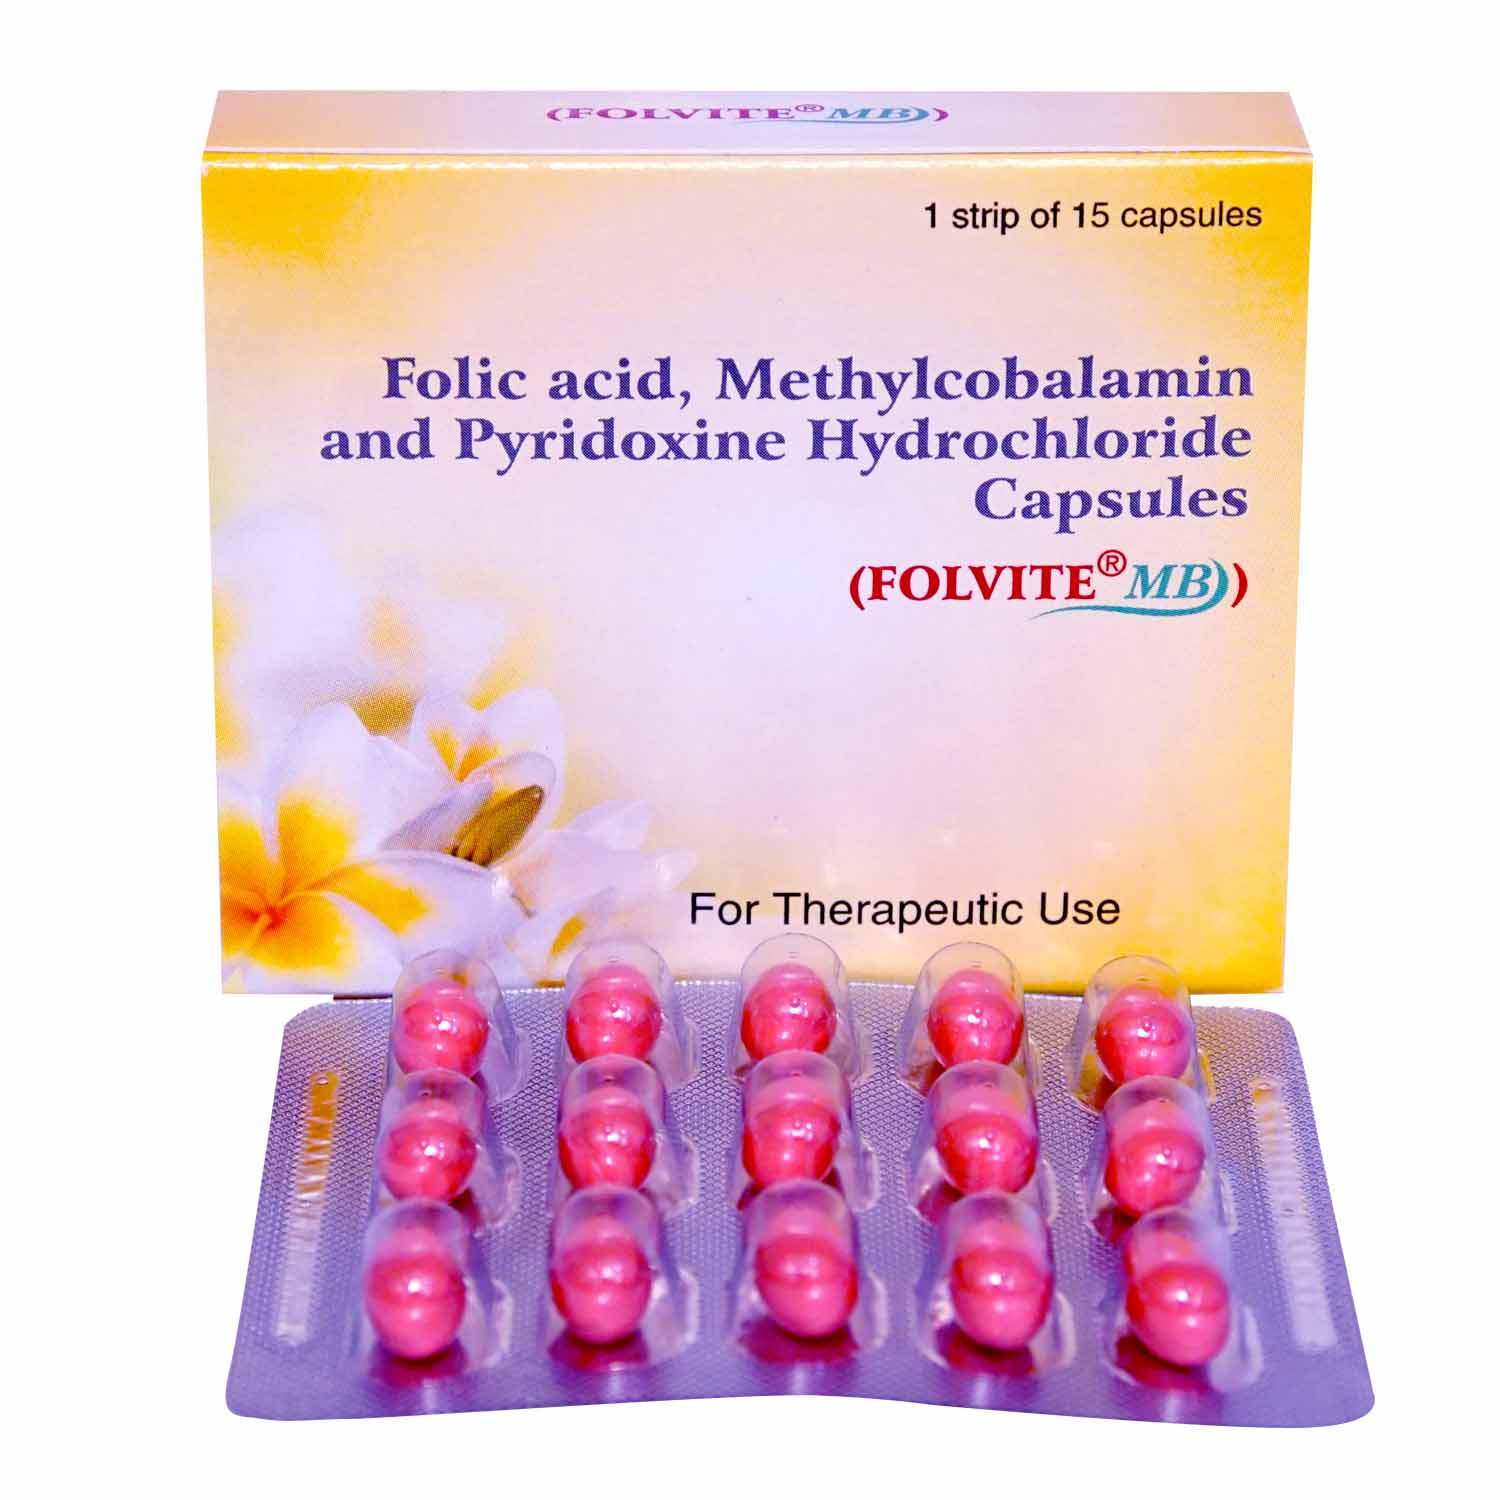 (FOLVITE® MB)
1 strip of 15 capsules
Folic acid, Methylcobalamin
and Pyridoxine Hydrochloride
Capsules
(FOLVITE® MB)
For Therapeutic Use